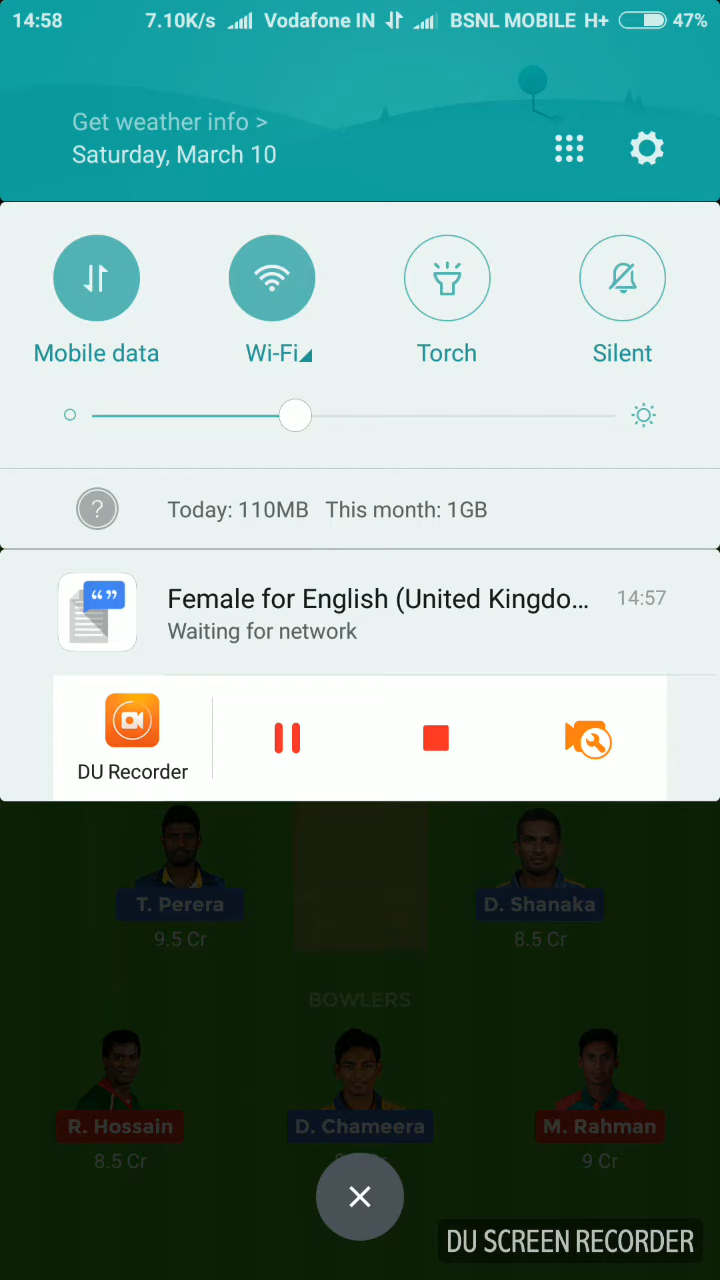 14:58 7.10K/s Vodafone IN BSNL MOBILE H+ 47%
Get weather info >
Saturday, March 10
Mobile data Wi-Fi Torch Silent
? Today: 110MB This month: 1GB
“ ” Female for English (United Kingdo... 14:57
Waiting for network
DU Recorder
T. Perera D. Shanaka
9.5 Cr 8.5 Cr
BOWLERS
R. Hossain D. Chameera M. Rahman
8.5 Cr 9 Cr
DU SCREEN RECORDER